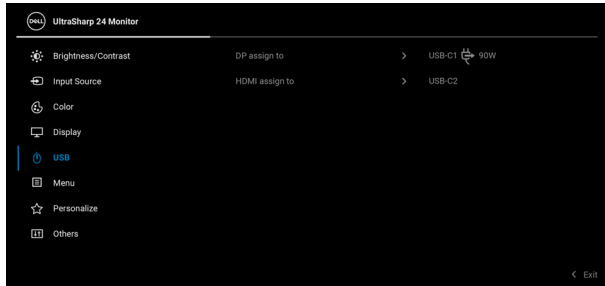 DELL UltraSharp 24 Monitor
Brightness/Contrast DP assign to > USB-C1 90W
Input Source HDMI assign to > USB-C2
Color
Display
USB
Menu
Personalize
Others
< Exit